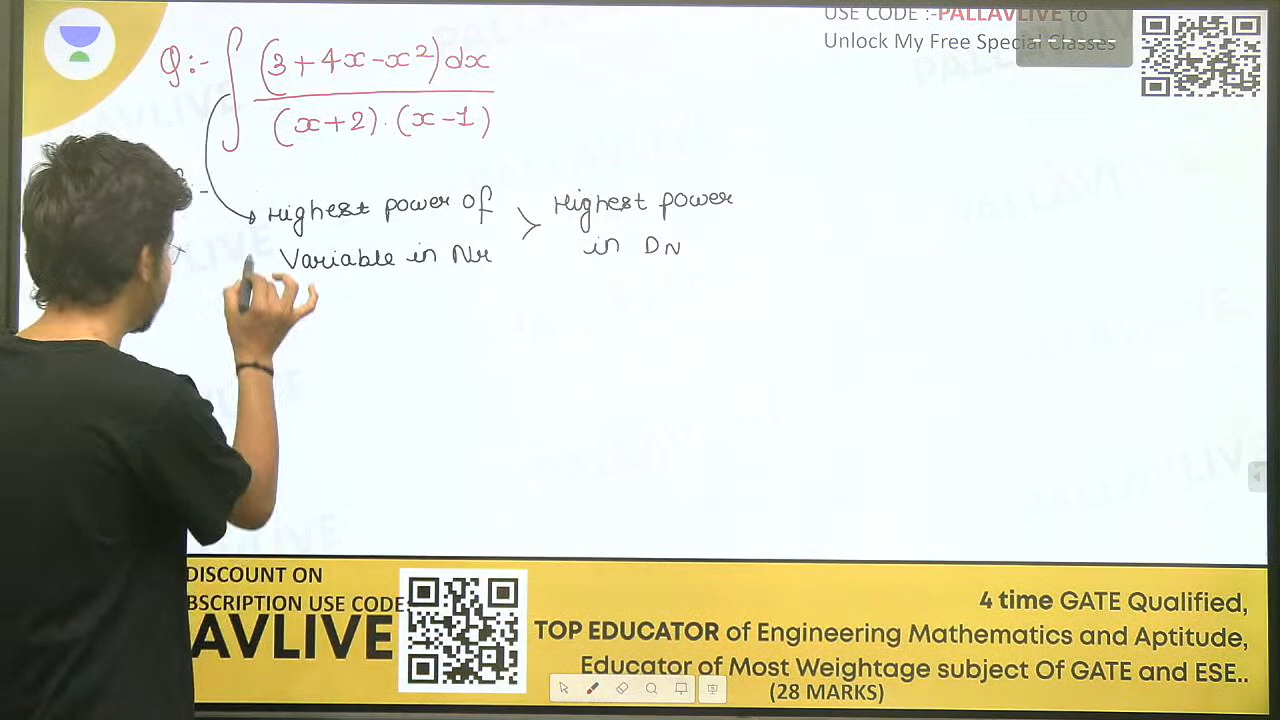 USE CODE :-PALLAVLIVE to
Unlock My Free Special Classes
Q:- ∫ (3+4x-x²)dx
(x+2).(x-1)
:-
Highest power of
Variable in Nr
>
Highest power
in DN
DISCOUNT ON
BSCRIPTION USE CODE:
AVLIVE
4 time GATE Qualified,
TOP EDUCATOR of Engineering Mathematics and Aptitude,
Educator of Most Weightage subject Of GATE and ESE..
(28 MARKS)